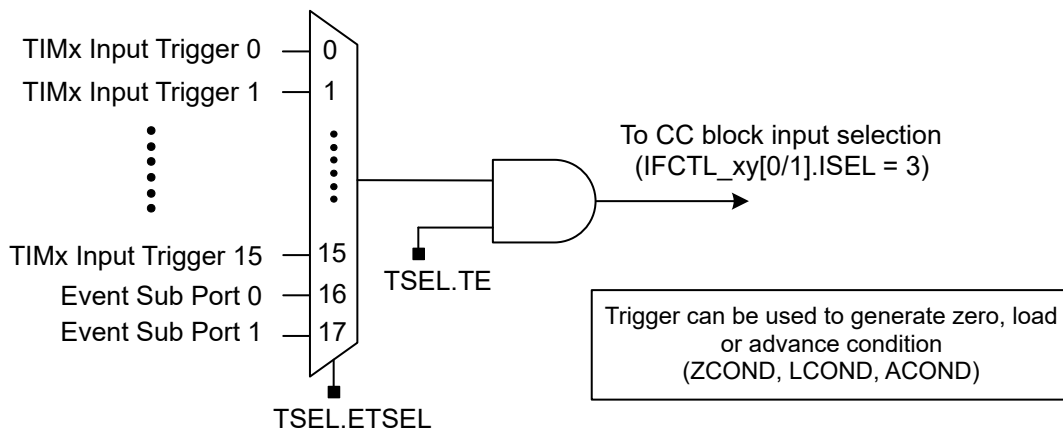 TIMx Input Trigger 0
0
TIMx Input Trigger 1
1
To CC block input selection
(IFCTL_xy[0/1].ISEL = 3)
TIMx Input Trigger 15
15
TSEL.TE
Event Sub Port 0
16
Event Sub Port 1
17
Trigger can be used to generate zero, load
or advance condition
(ZCOND, LCOND, ACOND)
TSEL.ETSEL